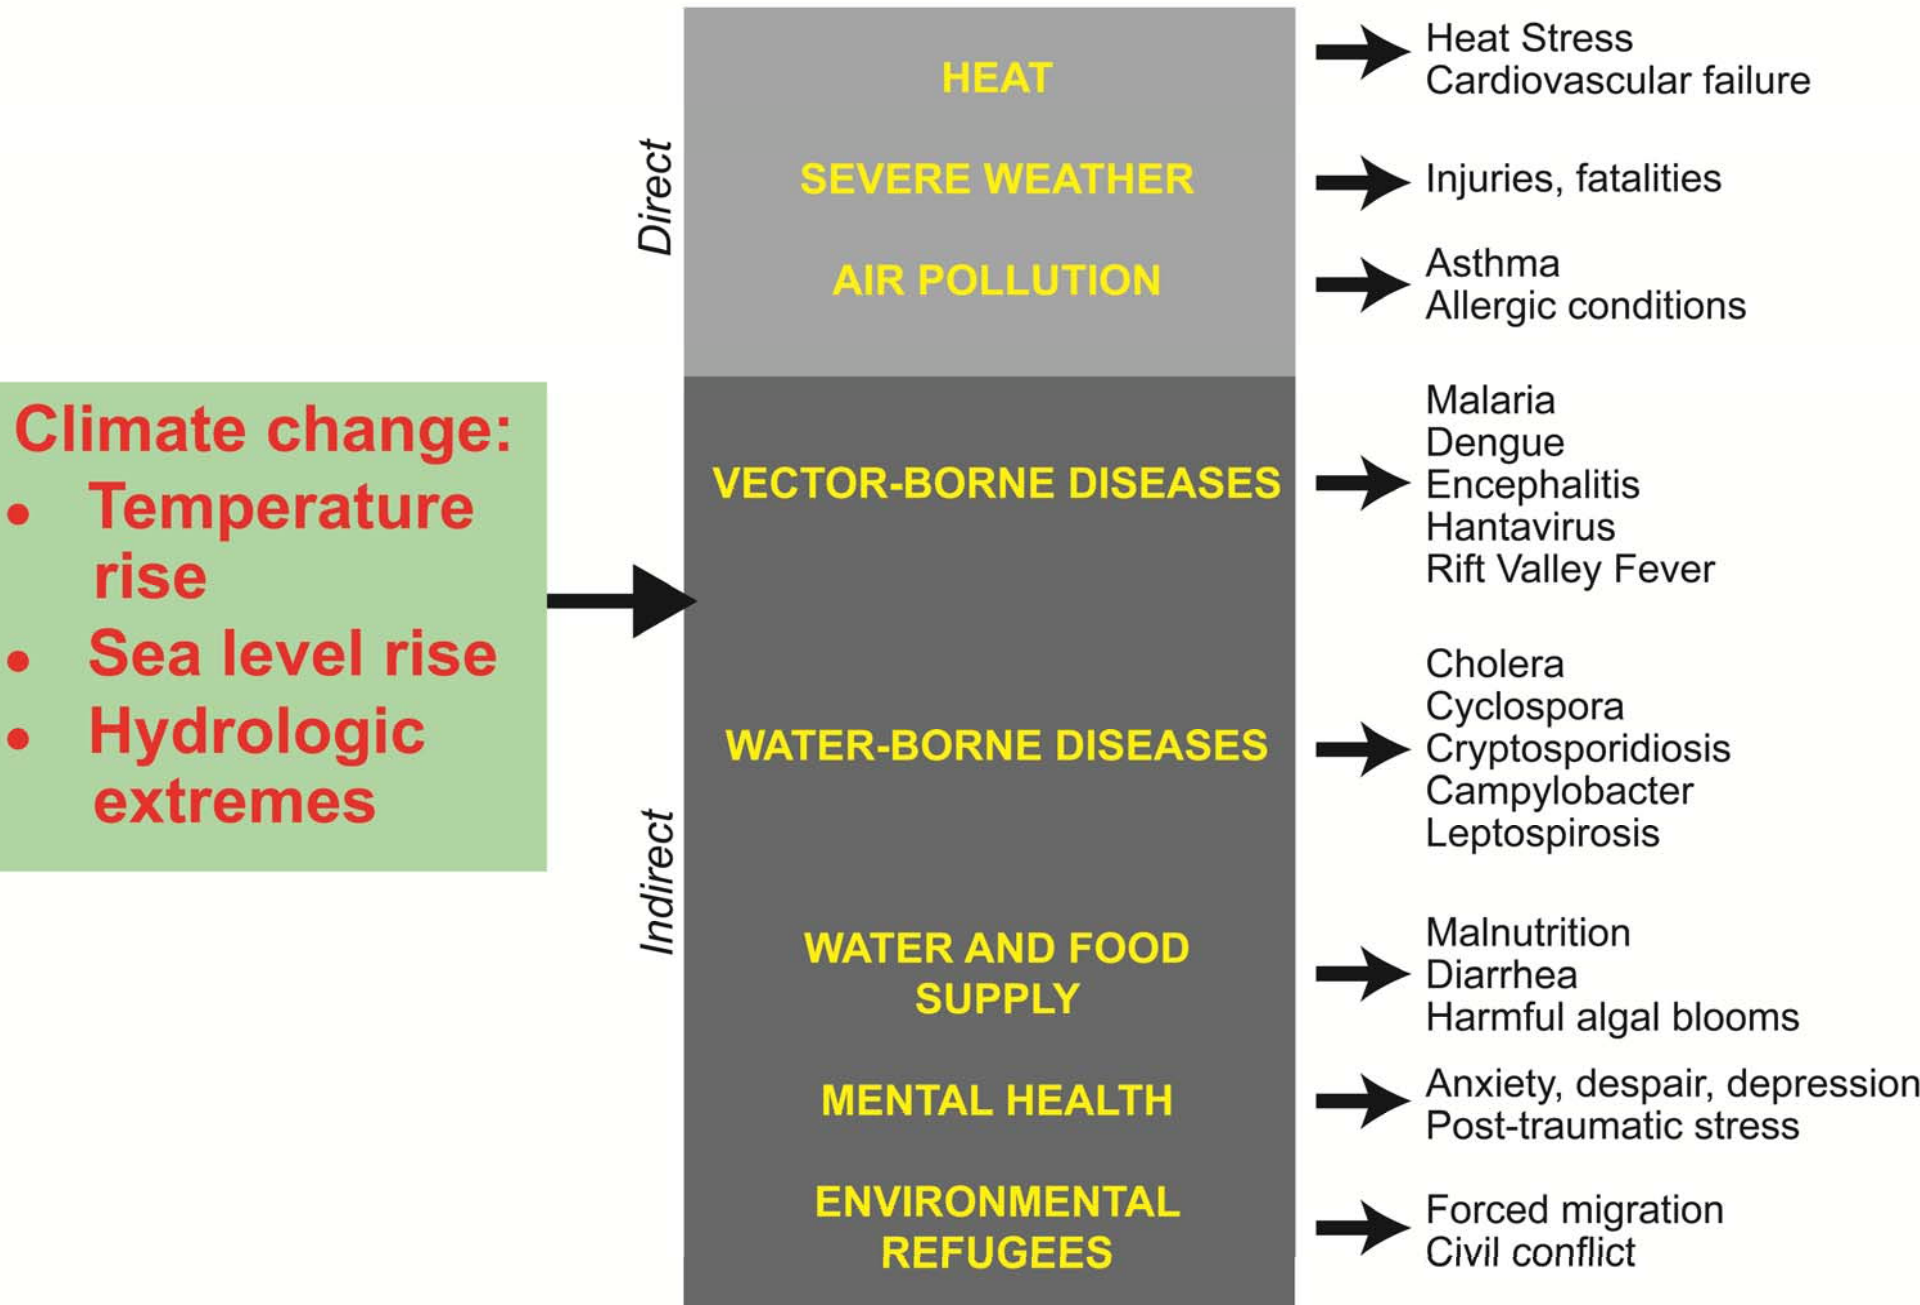 Climate change:
• Temperature
rise
• Sea level rise
• Hydrologic
extremes
Direct
Indirect
HEAT
SEVERE WEATHER
AIR POLLUTION
VECTOR-BORNE DISEASES
WATER-BORNE DISEASES
WATER AND FOOD
SUPPLY
MENTAL HEALTH
ENVIRONMENTAL
REFUGEES
Heat Stress
Cardiovascular failure
Injuries, fatalities
Asthma
Allergic conditions
Malaria
Dengue
Encephalitis
Hantavirus
Rift Valley Fever
Cholera
Cyclospora
Cryptosporidiosis
Campylobacter
Leptospirosis
Malnutrition
Diarrhea
Harmful algal blooms
Anxiety, despair, depression
Post-traumatic stress
Forced migration
Civil conflict